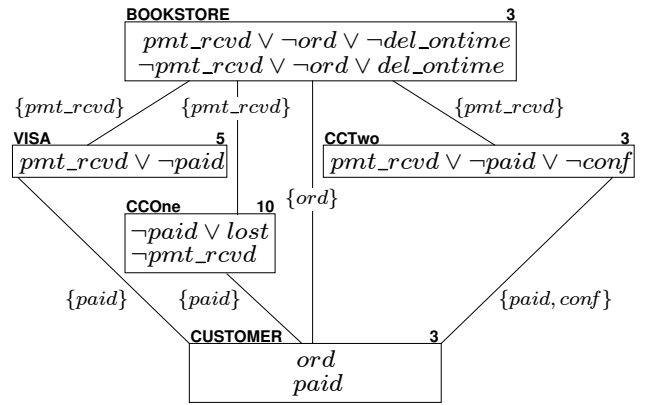 BOOKSTORE 3
pmt_rcvd ∨ ¬ord ∨ ¬del_ontime
¬pmt_rcvd ∨ ¬ord ∨ del_ontime
{pmt_rcvd} {pmt_rcvd} {pmt_rcvd}
VISA 5 CCTwo 3
pmt_rcvd ∨ ¬paid pmt_rcvd ∨ ¬paid ∨ ¬conf
{ord}
CCOne 10
¬paid ∨ lost
¬pmt_rcvd
{paid} {paid} {paid, conf}
CUSTOMER 3
ord
paid